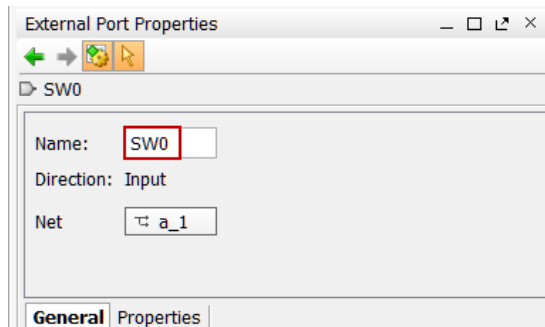 External Port Properties
SW0
Name: SW0
Direction: Input
Net a_1
General Properties